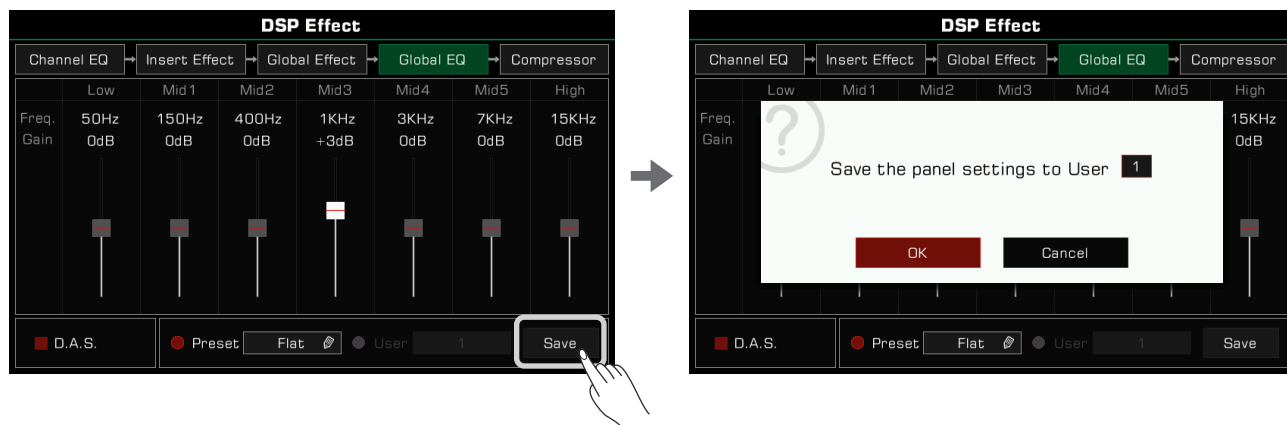 DSP Effect
Channel EQ Insert Effect Global Effect Global EQ Compressor
Low Mid1 Mid2 Mid3 Mid4 Mid5 High
Freq. 50Hz 150Hz 400Hz 1KHz 3KHz 7KHz 15KHz
Gain 0dB 0dB 0dB +3dB 0dB 0dB 0dB
D.A.S. Preset Flat User 1 Save
DSP Effect
Channel EQ Insert Effect Global Effect Global EQ Compressor
Low Mid1 Mid2 Mid3 Mid4 Mid5 High
Freq. 15KHz
Gain 0dB
?
Save the panel settings to User 1
OK Cancel
D.A.S. Preset Flat User 1 Save